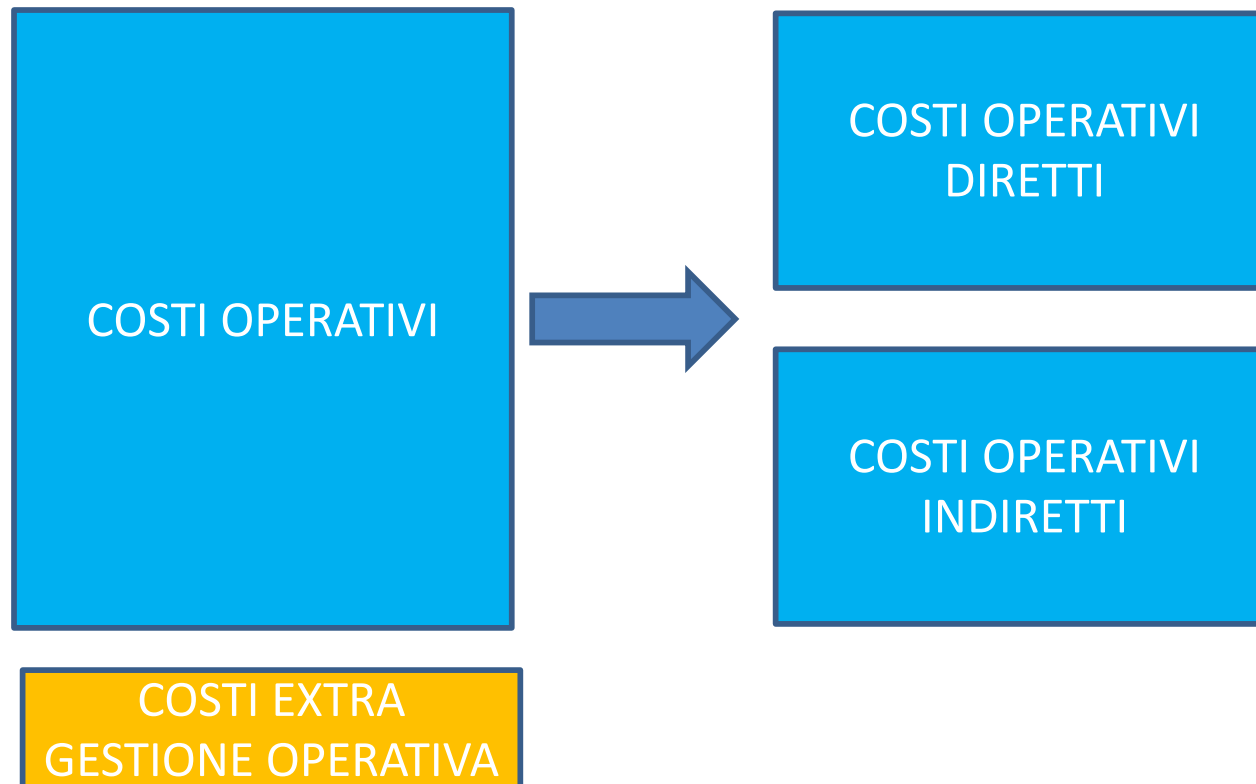 COSTI OPERATIVI
COSTI OPERATIVI
DIRETTI
COSTI OPERATIVI
INDIRETTI
COSTI EXTRA
GESTIONE OPERATIVA